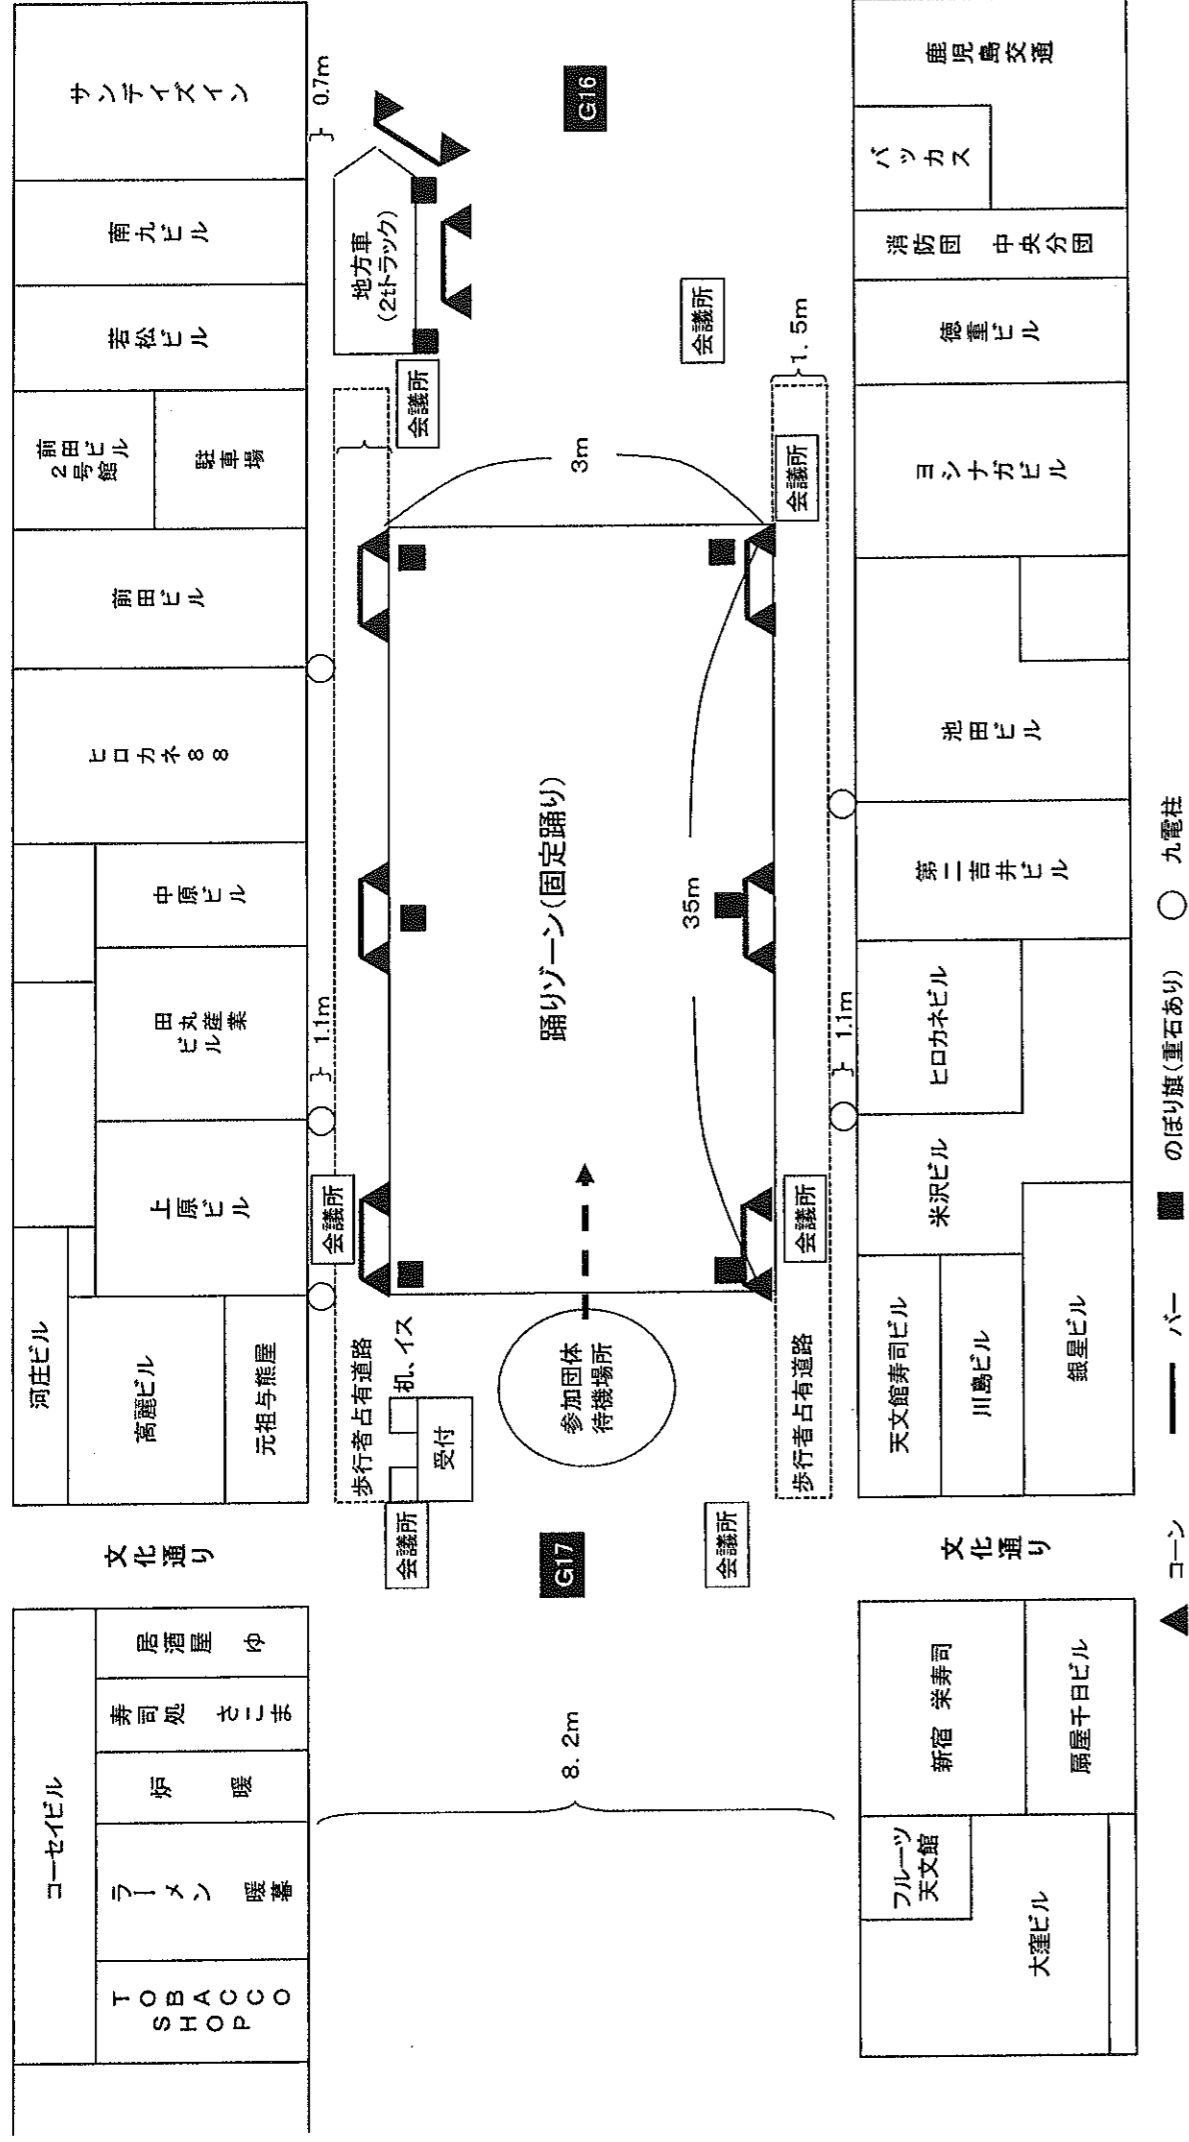 コーセイビル
TOBACCO
SHOP
ラーメン 暖暮
炉 暖
寿司処 さこま
居酒屋 ゆ
文化通り
河庄ビル
高麗ビル
元祖与熊屋
上原ビル
田丸産業
ビル
中原ビル
ヒロカネ８８
前田ビル
前田ビル
２号館
駐車場
若松ビル
南九ビル
サンデイズイン
1.1m
0.7m
会議所
歩行者占有道路
机、イス
受付
会議所
会議所
地方車
(2tトラック)
8.2m
G17
参加団体
待機場所
踊りゾーン(固定踊り)
3m
G16
35m
会議所
会議所
歩行者占有道路
会議所
会議所
1.5m
1.1m
フルーツ
天文館
大窪ビル
新宿 栄寿司
扇屋千日ビル
文化通り
天文館寿司ビル
川島ビル
銀星ビル
米沢ビル
ヒロカネビル
第二吉井ビル
池田ビル
ヨシナガビル
徳重ビル
消防団 中央分団
バッカス
鹿児島交通
コーン
バー
のぼり旗(重石あり)
九電柱